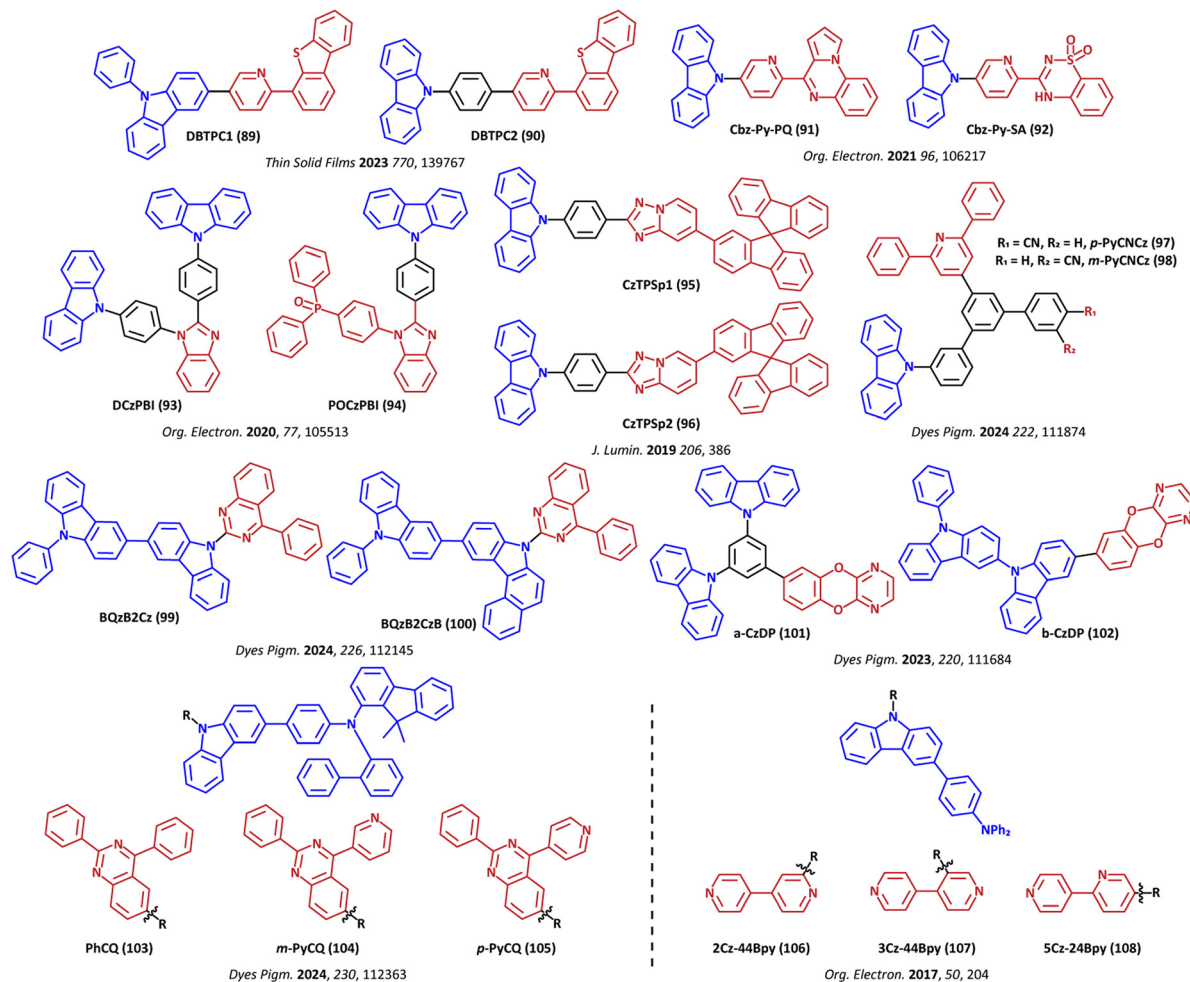 DBTPC1 (89)
DBTPC2 (90)
Thin Solid Films 2023 770, 139767
Cbz-Py-PQ (91)
Cbz-Py-SA (92)
Org. Electron. 2021 96, 106217
DCzPBI (93)
POCzPBI (94)
Org. Electron. 2020, 77, 105513
CzTPSp1 (95)
CzTPSp2 (96)
J. Lumin. 2019 206, 386
R₁ = CN, R₂ = H, p-PyCNCz (97)
R₁ = H, R₂ = CN, m-PyCNCz (98)
R₁
R₂
Dyes Pigm. 2024 222, 111874
BQzB2Cz (99)
BQzB2CzB (100)
Dyes Pigm. 2024, 226, 112145
a-CzDP (101)
b-CzDP (102)
Dyes Pigm. 2023, 220, 111684
R
PhCQ (103)
R
m-PyCQ (104)
R
p-PyCQ (105)
R
Dyes Pigm. 2024, 230, 112363
R
NPh₂
R
2Cz-44Bpy (106)
R
3Cz-44Bpy (107)
R
5Cz-24Bpy (108)
Org. Electron. 2017, 50, 204